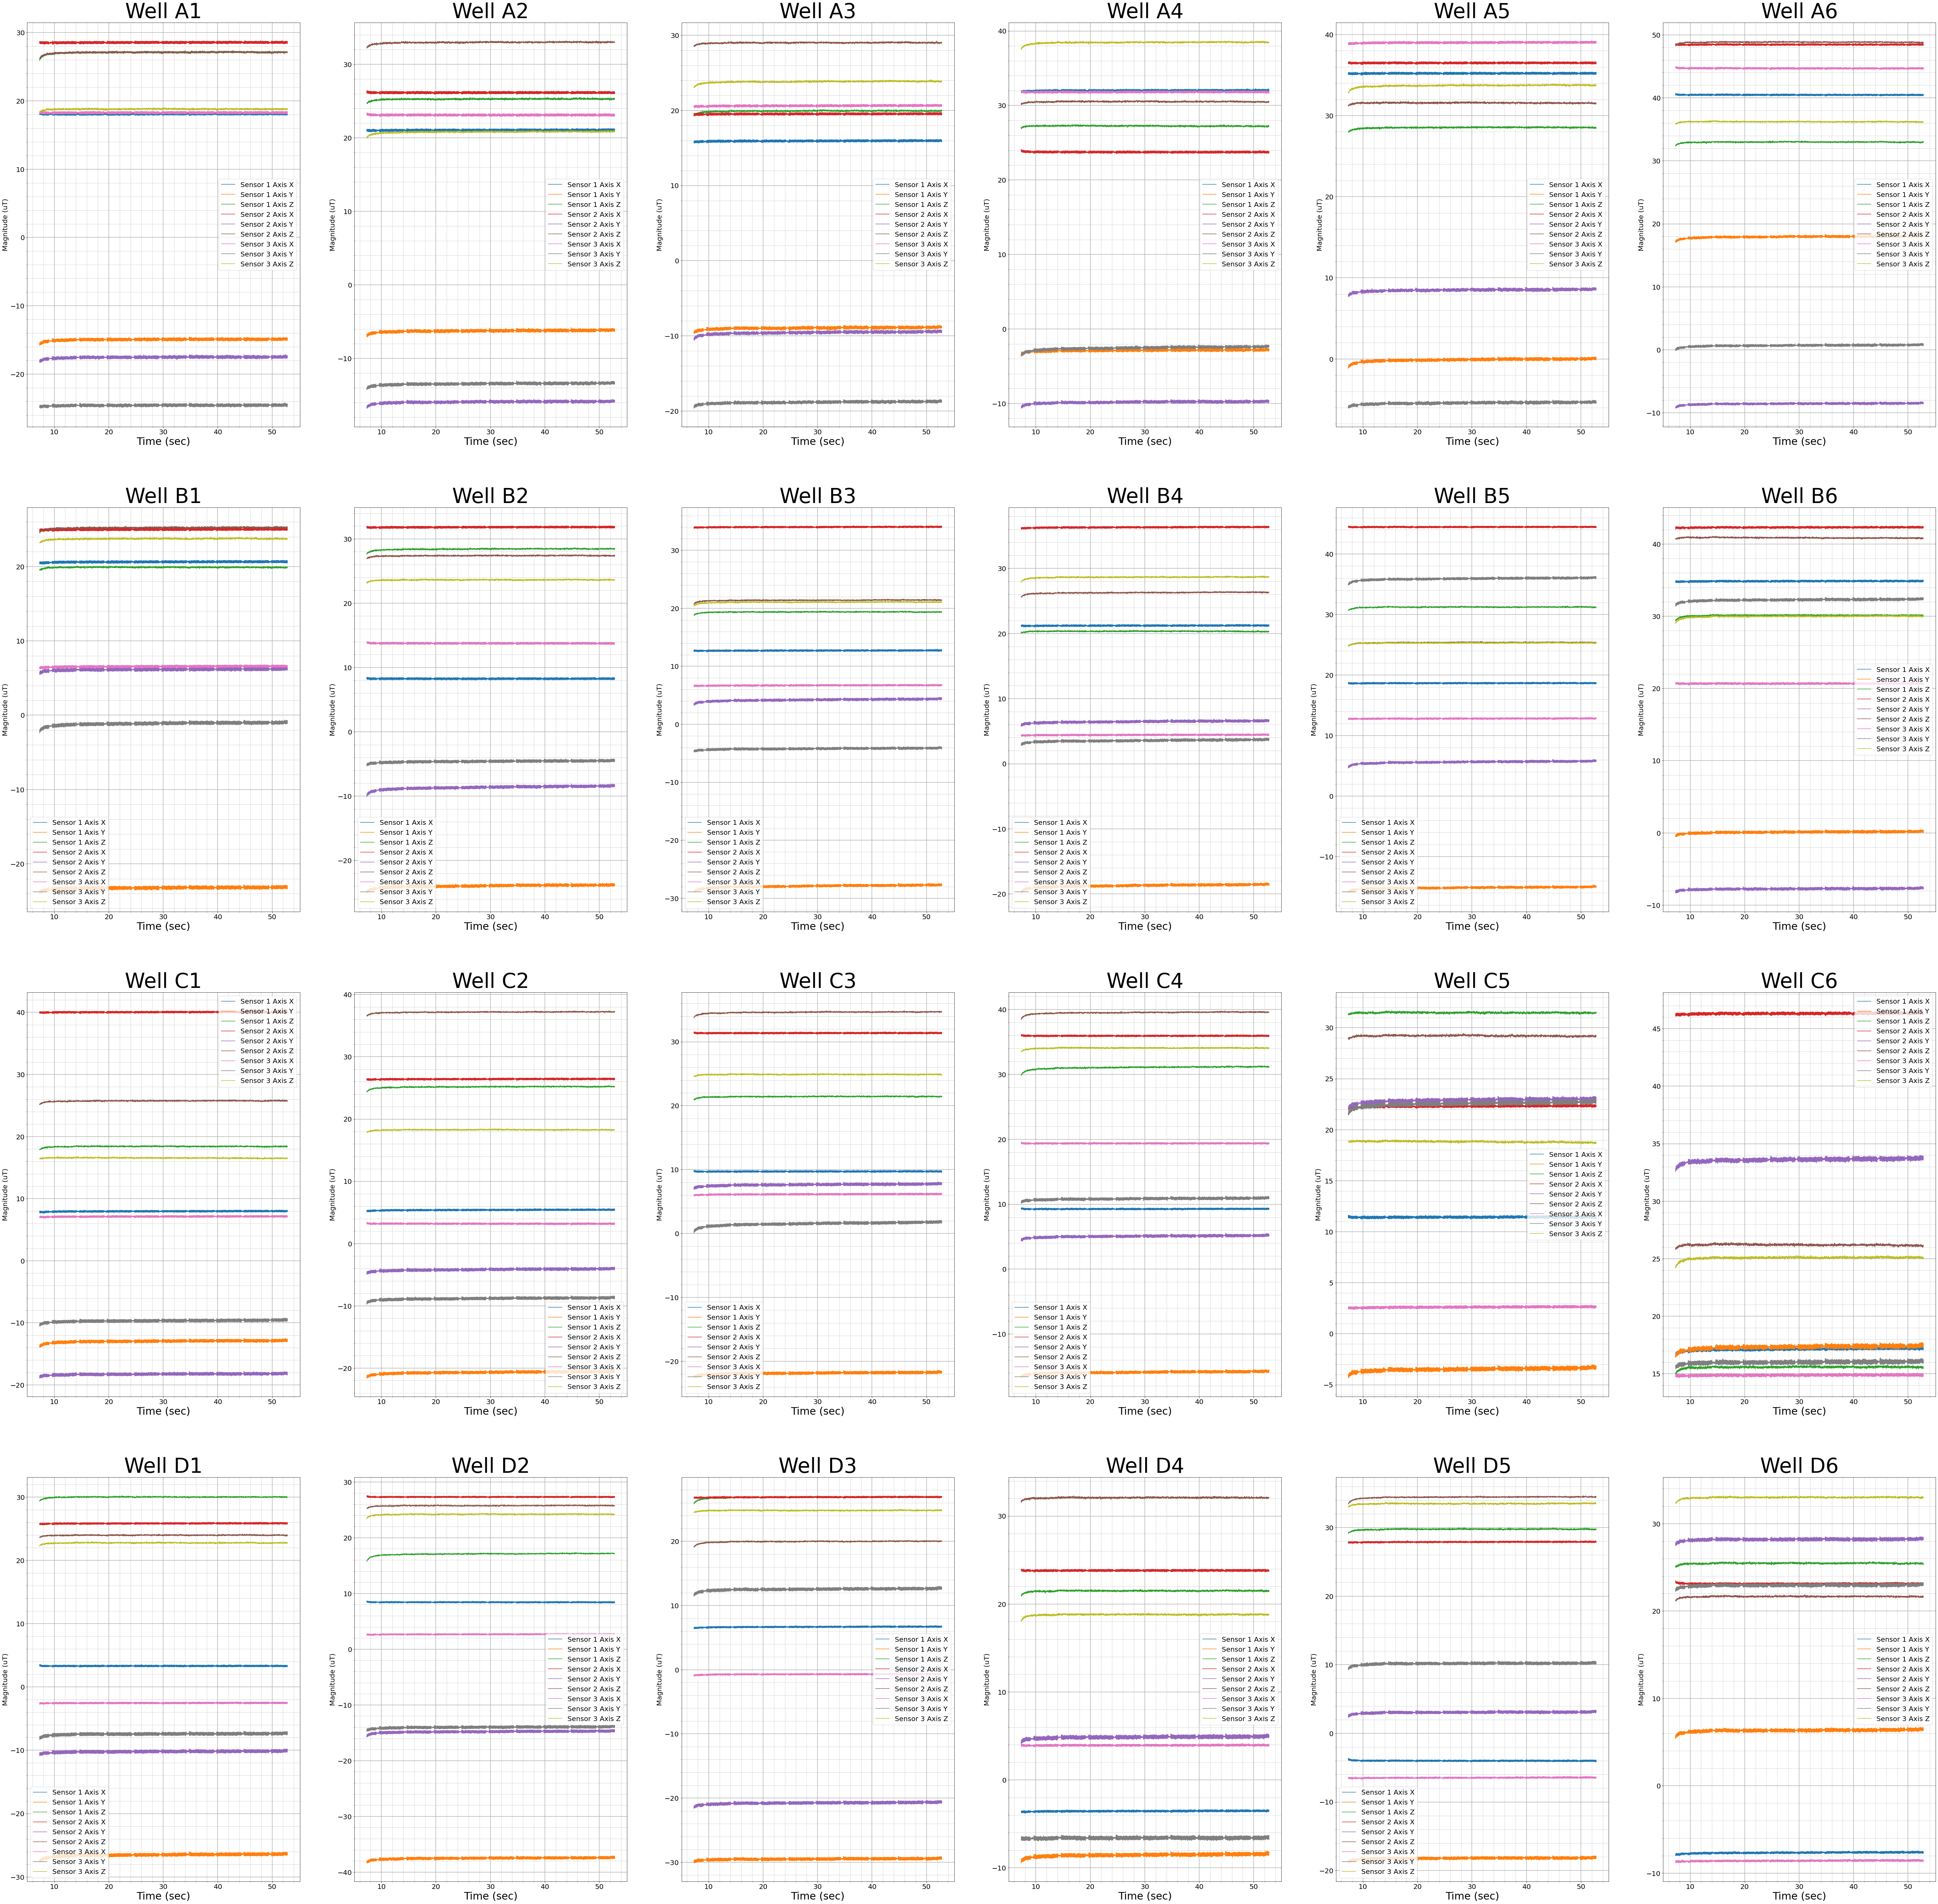 Well A1
30
20
10
0
−10
−20
Magnitude (uT)
Sensor 1 Axis X
Sensor 1 Axis Y
Sensor 1 Axis Z
Sensor 2 Axis X
Sensor 2 Axis Y
Sensor 2 Axis Z
Sensor 3 Axis X
Sensor 3 Axis Y
Sensor 3 Axis Z
10 20 30 40 50
Time (sec)
Well A2
30
20
10
0
−10
Magnitude (uT)
Sensor 1 Axis X
Sensor 1 Axis Y
Sensor 1 Axis Z
Sensor 2 Axis X
Sensor 2 Axis Y
Sensor 2 Axis Z
Sensor 3 Axis X
Sensor 3 Axis Y
Sensor 3 Axis Z
10 20 30 40 50
Time (sec)
Well A3
30
20
10
0
−10
−20
Magnitude (uT)
Sensor 1 Axis X
Sensor 1 Axis Y
Sensor 1 Axis Z
Sensor 2 Axis X
Sensor 2 Axis Y
Sensor 2 Axis Z
Sensor 3 Axis X
Sensor 3 Axis Y
Sensor 3 Axis Z
10 20 30 40 50
Time (sec)
Well A4
40
30
20
10
0
−10
Magnitude (uT)
Sensor 1 Axis X
Sensor 1 Axis Y
Sensor 1 Axis Z
Sensor 2 Axis X
Sensor 2 Axis Y
Sensor 2 Axis Z
Sensor 3 Axis X
Sensor 3 Axis Y
Sensor 3 Axis Z
10 20 30 40 50
Time (sec)
Well A5
40
30
20
10
0
Magnitude (uT)
Sensor 1 Axis X
Sensor 1 Axis Y
Sensor 1 Axis Z
Sensor 2 Axis X
Sensor 2 Axis Y
Sensor 2 Axis Z
Sensor 3 Axis X
Sensor 3 Axis Y
Sensor 3 Axis Z
10 20 30 40 50
Time (sec)
Well A6
50
40
30
20
10
0
−10
Magnitude (uT)
Sensor 1 Axis X
Sensor 1 Axis Y
Sensor 1 Axis Z
Sensor 2 Axis X
Sensor 2 Axis Y
Sensor 2 Axis Z
Sensor 3 Axis X
Sensor 3 Axis Y
Sensor 3 Axis Z
10 20 30 40 50
Time (sec)
Well B1
20
10
0
−10
−20
Magnitude (uT)
Sensor 1 Axis X
Sensor 1 Axis Y
Sensor 1 Axis Z
Sensor 2 Axis X
Sensor 2 Axis Y
Sensor 2 Axis Z
Sensor 3 Axis X
Sensor 3 Axis Y
Sensor 3 Axis Z
10 20 30 40 50
Time (sec)
Well B2
30
20
10
0
−10
−20
Magnitude (uT)
Sensor 1 Axis X
Sensor 1 Axis Y
Sensor 1 Axis Z
Sensor 2 Axis X
Sensor 2 Axis Y
Sensor 2 Axis Z
Sensor 3 Axis X
Sensor 3 Axis Y
Sensor 3 Axis Z
10 20 30 40 50
Time (sec)
Well B3
30
20
10
0
−10
−20
−30
Magnitude (uT)
Sensor 1 Axis X
Sensor 1 Axis Y
Sensor 1 Axis Z
Sensor 2 Axis X
Sensor 2 Axis Y
Sensor 2 Axis Z
Sensor 3 Axis X
Sensor 3 Axis Y
Sensor 3 Axis Z
10 20 30 40 50
Time (sec)
Well B4
30
20
10
0
−10
−20
Magnitude (uT)
Sensor 1 Axis X
Sensor 1 Axis Y
Sensor 1 Axis Z
Sensor 2 Axis X
Sensor 2 Axis Y
Sensor 2 Axis Z
Sensor 3 Axis X
Sensor 3 Axis Y
Sensor 3 Axis Z
10 20 30 40 50
Time (sec)
Well B5
40
30
20
10
0
−10
Magnitude (uT)
Sensor 1 Axis X
Sensor 1 Axis Y
Sensor 1 Axis Z
Sensor 2 Axis X
Sensor 2 Axis Y
Sensor 2 Axis Z
Sensor 3 Axis X
Sensor 3 Axis Y
Sensor 3 Axis Z
10 20 30 40 50
Time (sec)
Well B6
40
30
20
10
0
−10
Magnitude (uT)
Sensor 1 Axis X
Sensor 1 Axis Y
Sensor 1 Axis Z
Sensor 2 Axis X
Sensor 2 Axis Y
Sensor 2 Axis Z
Sensor 3 Axis X
Sensor 3 Axis Y
Sensor 3 Axis Z
10 20 30 40 50
Time (sec)
Well C1
40
30
20
10
0
−10
−20
Magnitude (uT)
Sensor 1 Axis X
Sensor 1 Axis Y
Sensor 1 Axis Z
Sensor 2 Axis X
Sensor 2 Axis Y
Sensor 2 Axis Z
Sensor 3 Axis X
Sensor 3 Axis Y
Sensor 3 Axis Z
10 20 30 40 50
Time (sec)
Well C2
40
30
20
10
0
−10
−20
Magnitude (uT)
Sensor 1 Axis X
Sensor 1 Axis Y
Sensor 1 Axis Z
Sensor 2 Axis X
Sensor 2 Axis Y
Sensor 2 Axis Z
Sensor 3 Axis X
Sensor 3 Axis Y
Sensor 3 Axis Z
10 20 30 40 50
Time (sec)
Well C3
30
20
10
0
−10
−20
Magnitude (uT)
Sensor 1 Axis X
Sensor 1 Axis Y
Sensor 1 Axis Z
Sensor 2 Axis X
Sensor 2 Axis Y
Sensor 2 Axis Z
Sensor 3 Axis X
Sensor 3 Axis Y
Sensor 3 Axis Z
10 20 30 40 50
Time (sec)
Well C4
40
30
20
10
0
−10
Magnitude (uT)
Sensor 1 Axis X
Sensor 1 Axis Y
Sensor 1 Axis Z
Sensor 2 Axis X
Sensor 2 Axis Y
Sensor 2 Axis Z
Sensor 3 Axis X
Sensor 3 Axis Y
Sensor 3 Axis Z
10 20 30 40 50
Time (sec)
Well C5
30
25
20
15
10
5
0
−5
Magnitude (uT)
Sensor 1 Axis X
Sensor 1 Axis Y
Sensor 1 Axis Z
Sensor 2 Axis X
Sensor 2 Axis Y
Sensor 2 Axis Z
Sensor 3 Axis X
Sensor 3 Axis Y
Sensor 3 Axis Z
10 20 30 40 50
Time (sec)
Well C6
45
40
35
30
25
20
15
Magnitude (uT)
Sensor 1 Axis X
Sensor 1 Axis Y
Sensor 1 Axis Z
Sensor 2 Axis X
Sensor 2 Axis Y
Sensor 2 Axis Z
Sensor 3 Axis X
Sensor 3 Axis Y
Sensor 3 Axis Z
10 20 30 40 50
Time (sec)
Well D1
30
20
10
0
−10
−20
−30
Magnitude (uT)
Sensor 1 Axis X
Sensor 1 Axis Y
Sensor 1 Axis Z
Sensor 2 Axis X
Sensor 2 Axis Y
Sensor 2 Axis Z
Sensor 3 Axis X
Sensor 3 Axis Y
Sensor 3 Axis Z
10 20 30 40 50
Time (sec)
Well D2
30
20
10
0
−10
−20
−30
−40
Magnitude (uT)
Sensor 1 Axis X
Sensor 1 Axis Y
Sensor 1 Axis Z
Sensor 2 Axis X
Sensor 2 Axis Y
Sensor 2 Axis Z
Sensor 3 Axis X
Sensor 3 Axis Y
Sensor 3 Axis Z
10 20 30 40 50
Time (sec)
Well D3
20
10
0
−10
−20
−30
Magnitude (uT)
Sensor 1 Axis X
Sensor 1 Axis Y
Sensor 1 Axis Z
Sensor 2 Axis X
Sensor 2 Axis Y
Sensor 2 Axis Z
Sensor 3 Axis X
Sensor 3 Axis Y
Sensor 3 Axis Z
10 20 30 40 50
Time (sec)
Well D4
30
20
10
0
−10
Magnitude (uT)
Sensor 1 Axis X
Sensor 1 Axis Y
Sensor 1 Axis Z
Sensor 2 Axis X
Sensor 2 Axis Y
Sensor 2 Axis Z
Sensor 3 Axis X
Sensor 3 Axis Y
Sensor 3 Axis Z
10 20 30 40 50
Time (sec)
Well D5
30
20
10
0
−10
−20
Magnitude (uT)
Sensor 1 Axis X
Sensor 1 Axis Y
Sensor 1 Axis Z
Sensor 2 Axis X
Sensor 2 Axis Y
Sensor 2 Axis Z
Sensor 3 Axis X
Sensor 3 Axis Y
Sensor 3 Axis Z
10 20 30 40 50
Time (sec)
Well D6
30
20
10
0
−10
Magnitude (uT)
Sensor 1 Axis X
Sensor 1 Axis Y
Sensor 1 Axis Z
Sensor 2 Axis X
Sensor 2 Axis Y
Sensor 2 Axis Z
Sensor 3 Axis X
Sensor 3 Axis Y
Sensor 3 Axis Z
10 20 30 40 50
Time (sec)